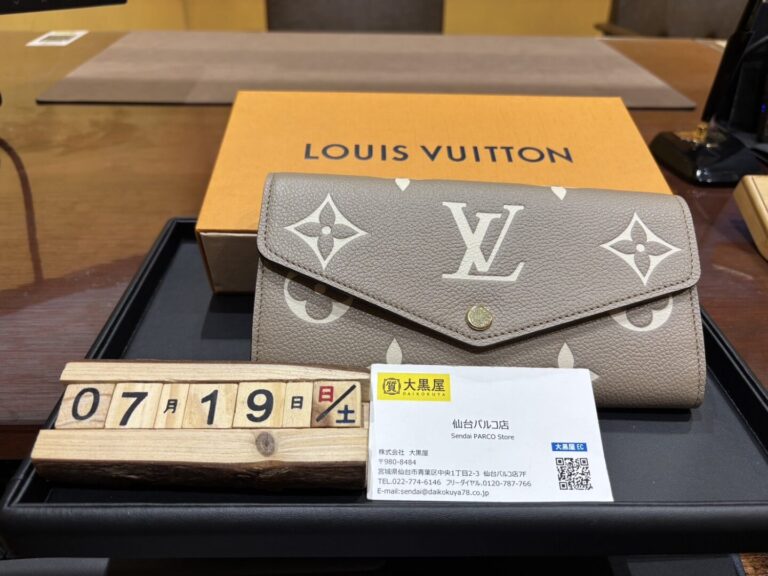 LOUIS VUITTON
LV
07月19日 日/土
質 大黒屋
DAIKOKUYA
仙台パルコ店
Sendai PARCO Store
大黒屋 EC
株式会社 大黒屋
〒980-8484
宮城県仙台市青葉区中央1丁目2-3 仙台パルコ店7F
TEL.022-774-6146 フリーダイヤル.0120-787-766
E-mail:sendai@daikokuya78.co.jp